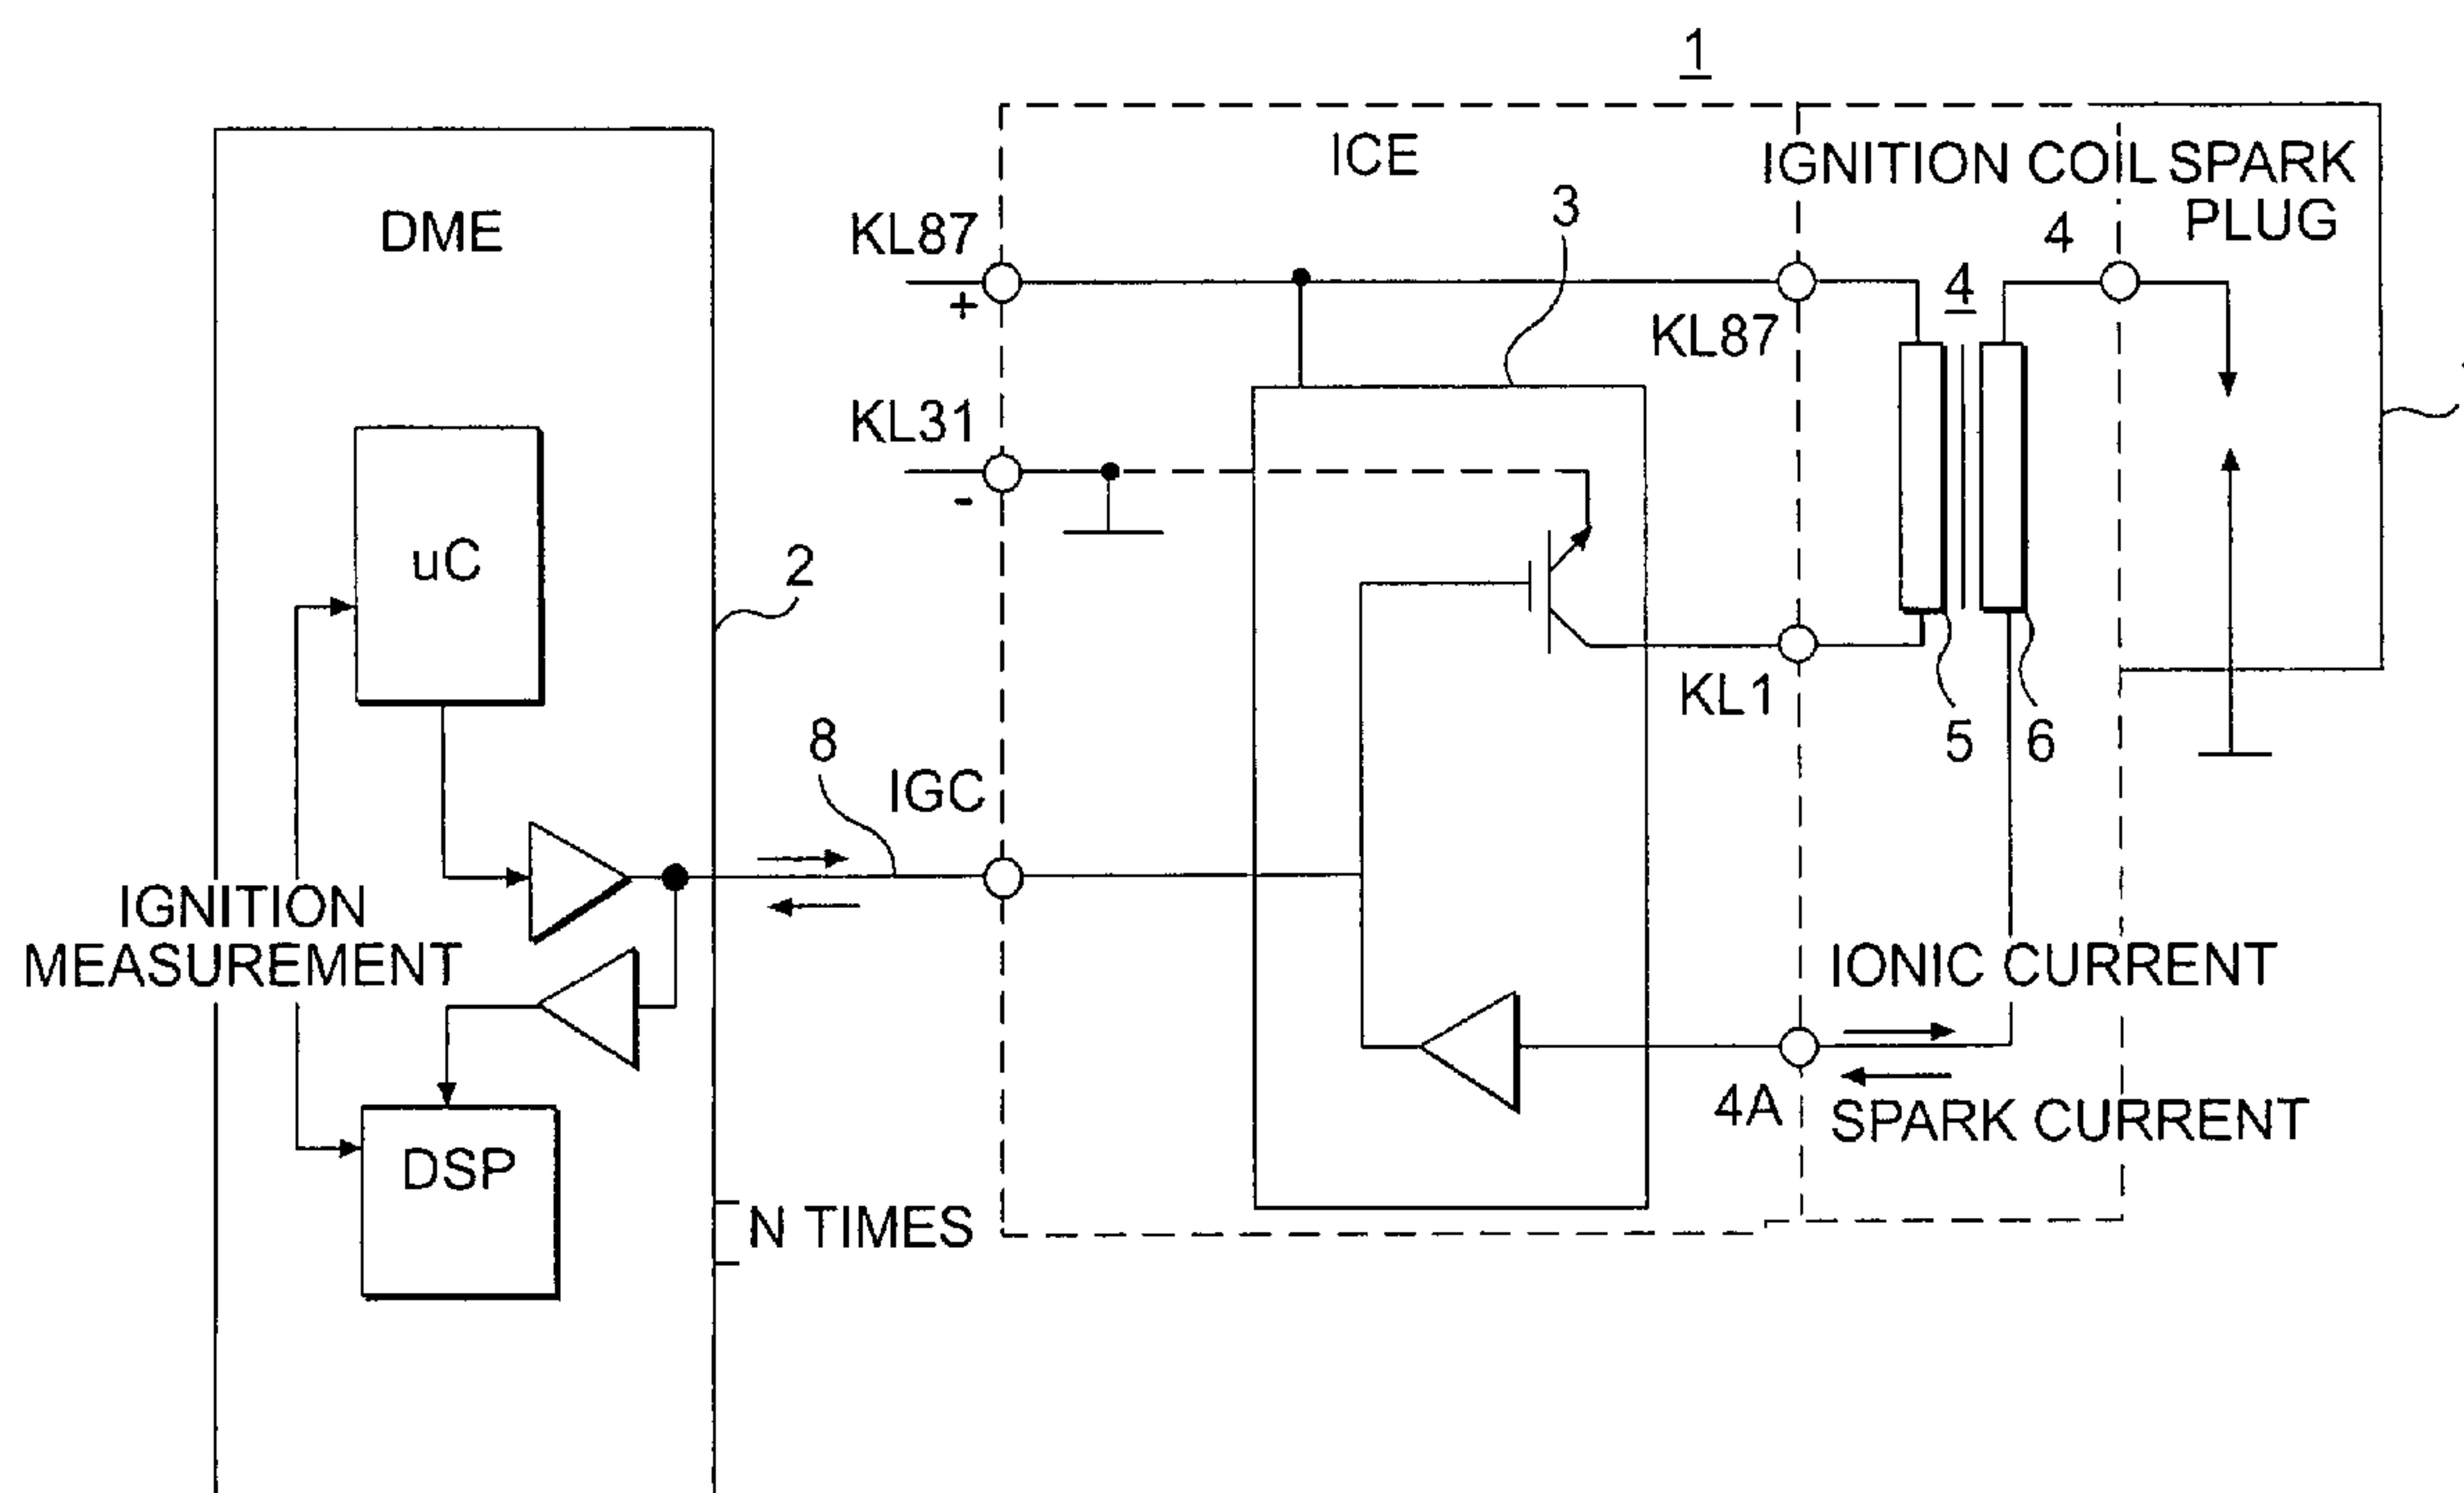 1
ICE
IGNITION COIL
SPARK
PLUG
DME
KL87
+
3
4
4
KL87
KL31
-
uC
2
KL1
5
6
8
IGC
IGNITION
MEASUREMENT
IONIC CURRENT
4A
SPARK CURRENT
DSP
N TIMES